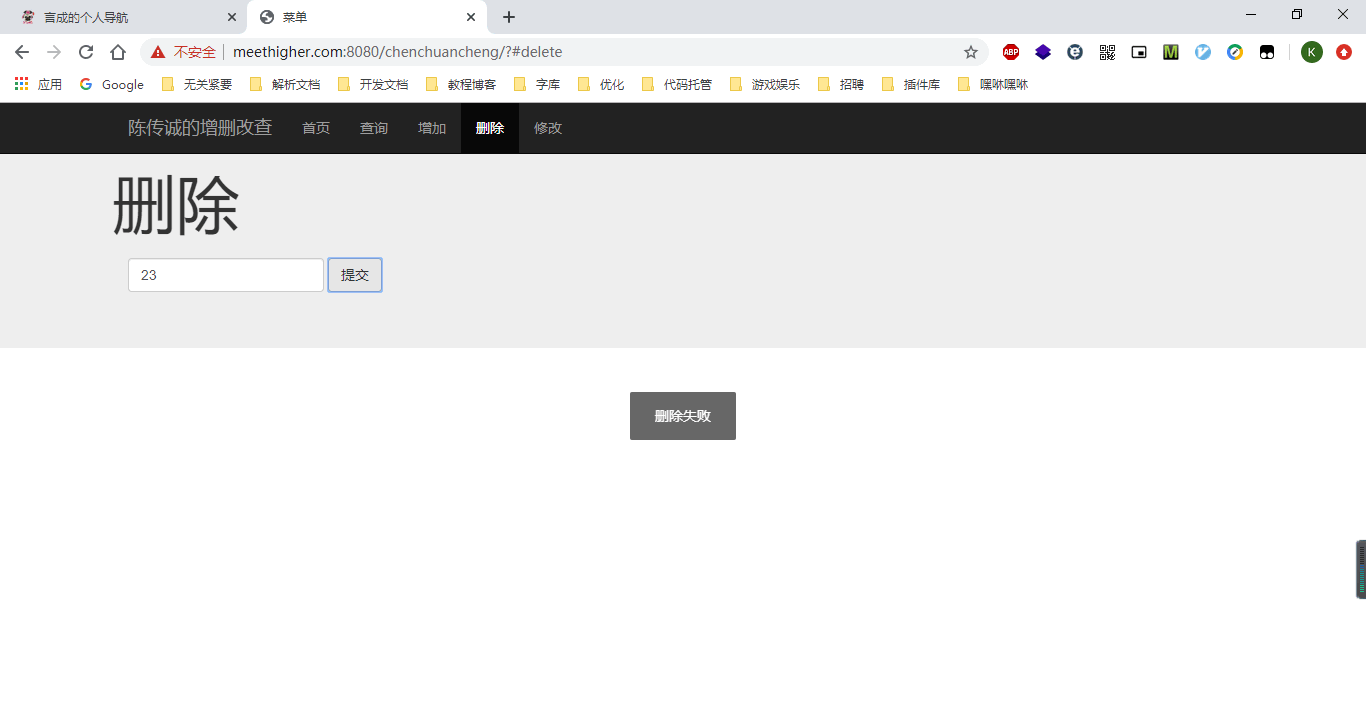 言成的个人导航
菜单
不安全 meethigher.com:8080/chenchuancheng/?#delete
ABP
M
K
应用 Google 无关紧要 解析文档 开发文档 教程博客 字库 优化 代码托管 游戏娱乐 招聘 插件库 嘿咻嘿咻
陈传诚的增删改查 首页 查询 增加 删除 修改
删除
23 提交
删除失败